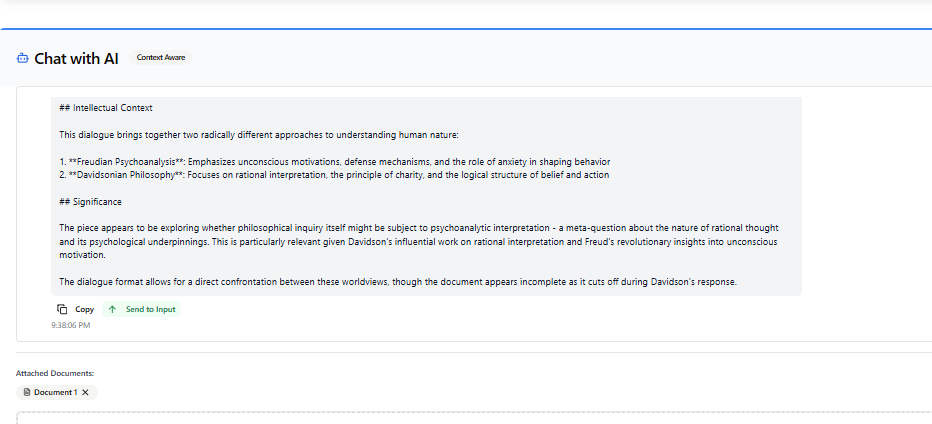 Chat with AI Context Aware
## Intellectual Context
This dialogue brings together two radically different approaches to understanding human nature:
1. **Freudian Psychoanalysis**: Emphasizes unconscious motivations, defense mechanisms, and the role of anxiety in shaping behavior
2. **Davidsonian Philosophy**: Focuses on rational interpretation, the principle of charity, and the logical structure of belief and action
## Significance
The piece appears to be exploring whether philosophical inquiry itself might be subject to psychoanalytic interpretation - a meta-question about the nature of rational thought
and its psychological underpinnings. This is particularly relevant given Davidson's influential work on rational interpretation and Freud's revolutionary insights into unconscious
motivation.
The dialogue format allows for a direct confrontation between these worldviews, though the document appears incomplete as it cuts off during Davidson's response.
Copy Send to Input
9:38:06 PM
Attached Documents:
Document 1